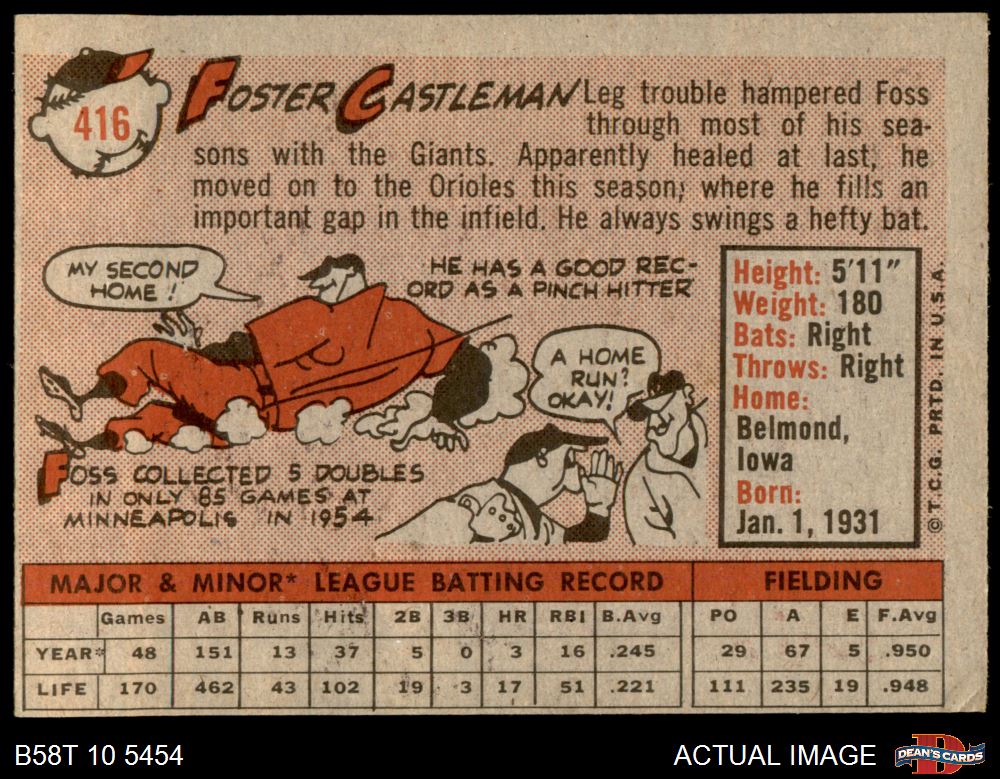 416
FOSTER CASTLEMAN Leg trouble hampered Foss
through most of his sea-
sons with the Giants. Apparently healed at last, he
moved on to the Orioles this season; where he fills an
important gap in the infield. He always swings a hefty bat.
MY SECOND
HOME!
HE HAS A GOOD REC-
ORD AS A PINCH HITTER
A HOME
RUN?
OKAY!
FOSS COLLECTED 5 DOUBLES
IN ONLY 85 GAMES AT
MINNEAPOLIS IN 1954
Height: 5'11"
Weight: 180
Bats: Right
Throws: Right
Home:
Belmond,
Iowa
Born:
Jan. 1, 1931
© T.C.G. PRTD. IN U.S.A.
MAJOR & MINOR* LEAGUE BATTING RECORD FIELDING
Games AB Runs Hits 2B 3B HR RBI B.Avg PO A E F.Avg
YEAR* 48 151 13 37 5 0 3 16 .245 29 67 5 .950
LIFE 170 462 43 102 19 3 17 51 .221 111 235 19 .948
B58T 10 5454 ACTUAL IMAGE
D
DEAN'S CARDS